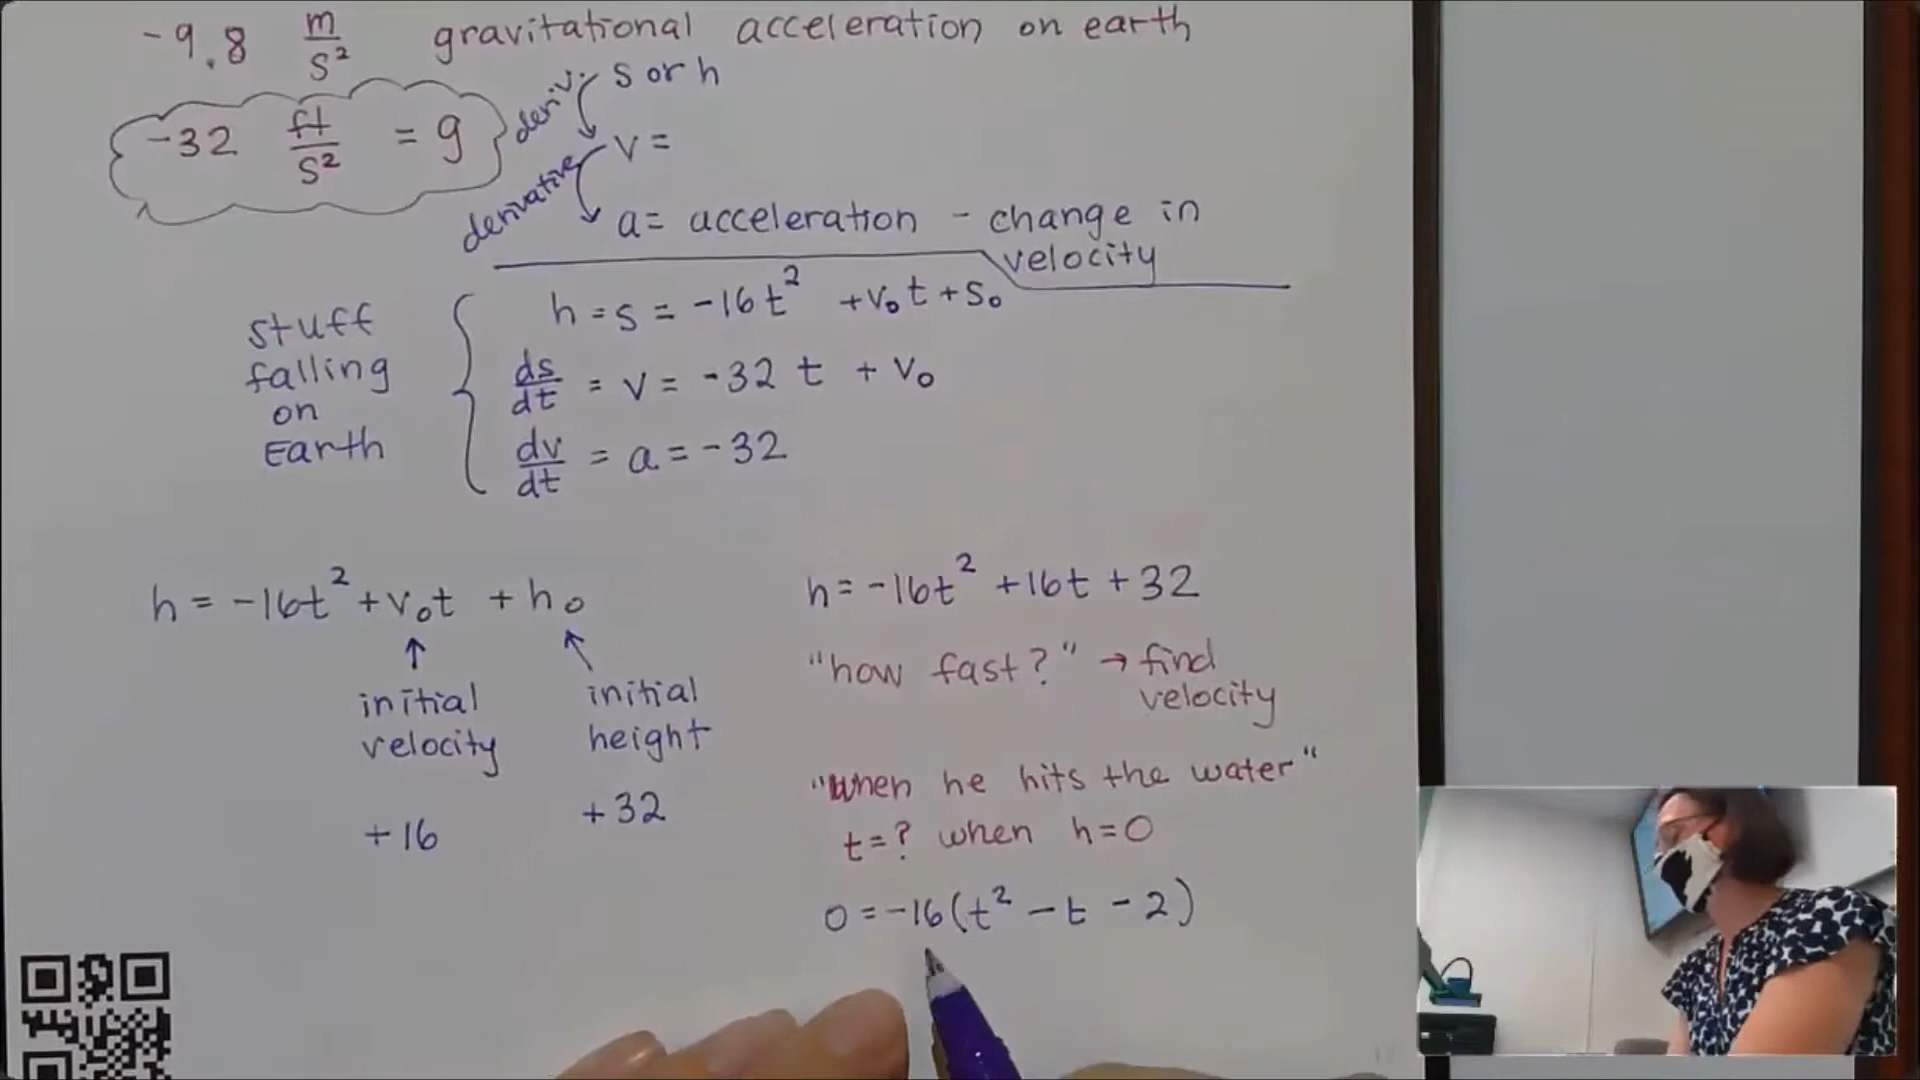 -9.8 m/s² gravitational acceleration on earth
-32 ft/s² = g
deriv. s or h
v =
derivative
a = acceleration - change in
velocity
stuff
falling
on
Earth
h = s = -16t² + v₀t + s₀
ds/dt = v = -32t + v₀
dv/dt = a = -32
h = -16t² + v₀t + h₀
initial
velocity
+16
initial
height
+32
h = -16t² + 16t + 32
"how fast?" → find
velocity
"when he hits the water"
t = ? when h = 0
0 = -16(t² - t - 2)